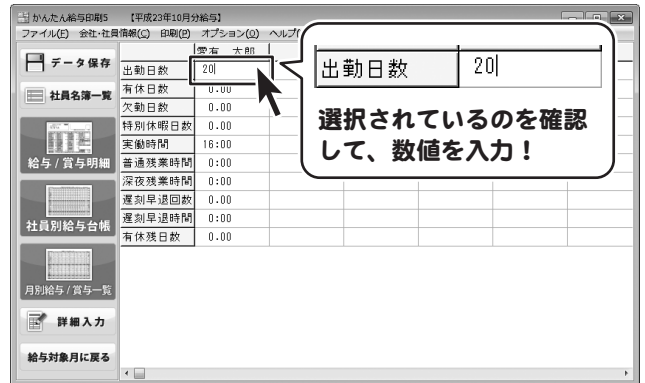 かんたん給与印刷5 【平成23年10月分給与】
ファイル(F) 会社・社員情報(C) 印刷(P) オプション(O) ヘルプ(
データ保存
社員名簿一覧
給与/賞与明細
社員別給与台帳
月別給与/賞与一覧
詳細入力
給与対象月に戻る
愛有 太郎
出勤日数 20
有休日数 0.00
欠勤日数 0.00
特別休暇日数 0.00
実働時間 16:00
普通残業時間 0:00
深夜残業時間 0:00
遅刻早退回数 0.00
遅刻早退時間 0:00
有休残日数 0.00
出勤日数 20
選択されているのを確認
して、数値を入力！